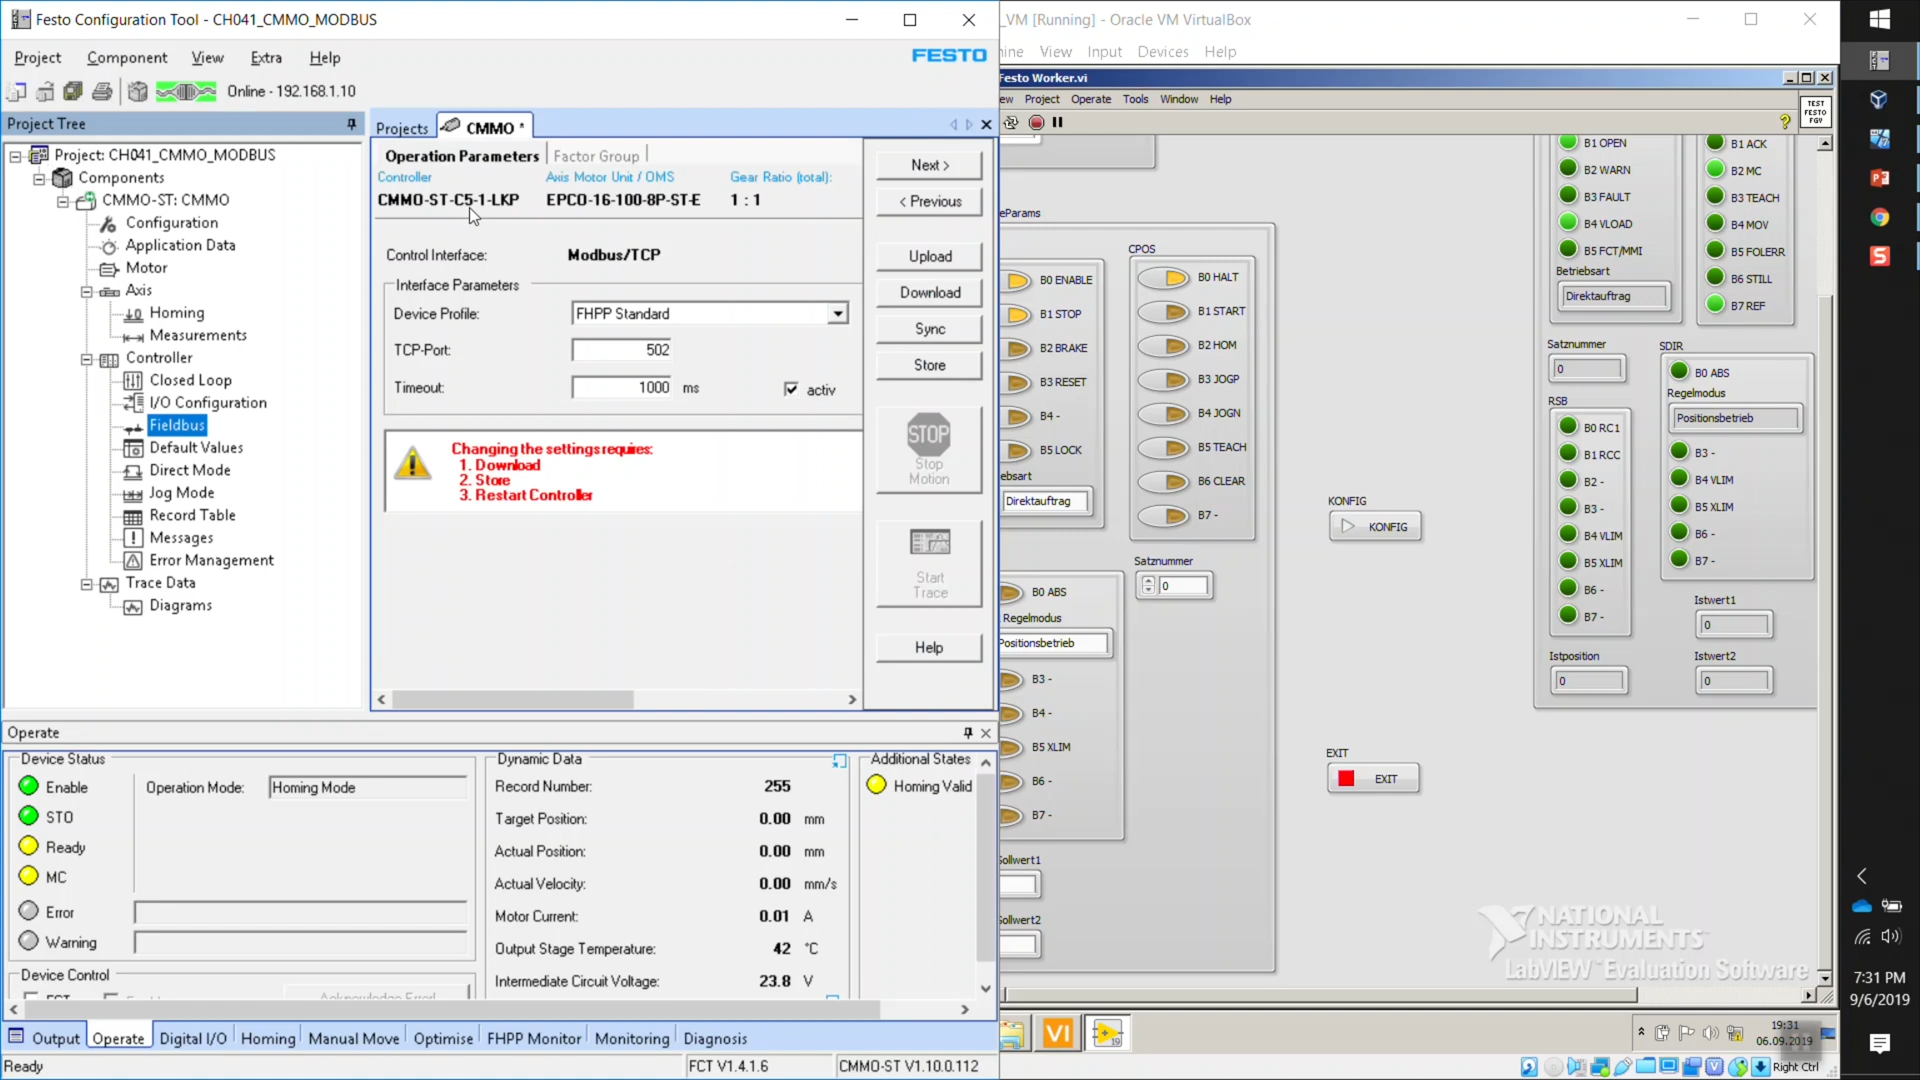 Festo Configuration Tool - CH041_CMMO_MODBUS
Project Component View Extra Help
FESTO
Online - 192.168.1.10
Project Tree
Project: CH041_CMMO_MODBUS
Components
CMMO-ST: CMMO
Configuration
Application Data
Motor
Axis
Homing
Measurements
Controller
Closed Loop
I/O Configuration
Fieldbus
Default Values
Direct Mode
Jog Mode
Record Table
Messages
Error Management
Trace Data
Diagrams
Projects CMMO *
Operation Parameters Factor Group
Controller Axis Motor Unit / OMS Gear Ratio (total):
CMMO-ST-C5-1-LKP EPCO-16-100-8P-ST-E 1 : 1
Control Interface: Modbus/TCP
Interface Parameters
Device Profile: FHPP Standard
TCP-Port: 502
Timeout: 1000 ms activ
Changing the settings requires:
1. Download
2. Store
3. Restart Controller
Next >
< Previous
Upload
Download
Sync
Store
STOP
Stop
Motion
Start
Trace
Help
Operate
Device Status
Enable
STO
Ready
MC
Error
Warning
Operation Mode: Homing Mode
Device Control
Dynamic Data
Record Number: 255
Target Position: 0.00 mm
Actual Position: 0.00 mm
Actual Velocity: 0.00 mm/s
Motor Current: 0.01 A
Output Stage Temperature: 42 °C
Intermediate Circuit Voltage: 23.8 V
Additional States
Homing Valid
Output Operate Digital I/O Homing Manual Move Optimise FHPP Monitor Monitoring Diagnosis
Ready FCT V1.4.1.6 CMMO-ST V1.10.0.112
_VM [Running] - Oracle VM VirtualBox
ine View Input Devices Help
Festo Worker.vi
ew Project Operate Tools Window Help
TEST
FESTO
FGV
eParams
B0 ENABLE
B1 STOP
B2 BRAKE
B3 RESET
B4 -
B5 LOCK
ebsart
Direktauftrag
CPOS
B0 HALT
B1 START
B2 HOM
B3 JOGP
B4 JOGN
B5 TEACH
B6 CLEAR
B7 -
Satznummer
0
B0 ABS
Regelmodus
Positionsbetrieb
B3 -
B4 -
B5 XLIM
B6 -
B7 -
Sollwert1
Sollwert2
KONFIG
KONFIG
EXIT
EXIT
B1 OPEN
B2 WARN
B3 FAULT
B4 VLOAD
B5 FCT/MMI
Betriebsart
Direktauftrag
B1 ACK
B2 MC
B3 TEACH
B4 MOV
B5 FOLERR
B6 STILL
B7 REF
Satznummer
0
RSB
B0 RC1
B1 RCC
B2 -
B3 -
B4 VLIM
B5 XLIM
B6 -
B7 -
Istposition
0
SDIR
B0 ABS
Regelmodus
Positionsbetrieb
B3 -
B4 VLIM
B5 XLIM
B6 -
B7 -
Istwert1
0
Istwert2
0
NATIONAL
INSTRUMENTS
LabVIEW™ Evaluation Software
VI
19
19:31
06.09.2019
Right Ctrl
7:31 PM
9/6/2019